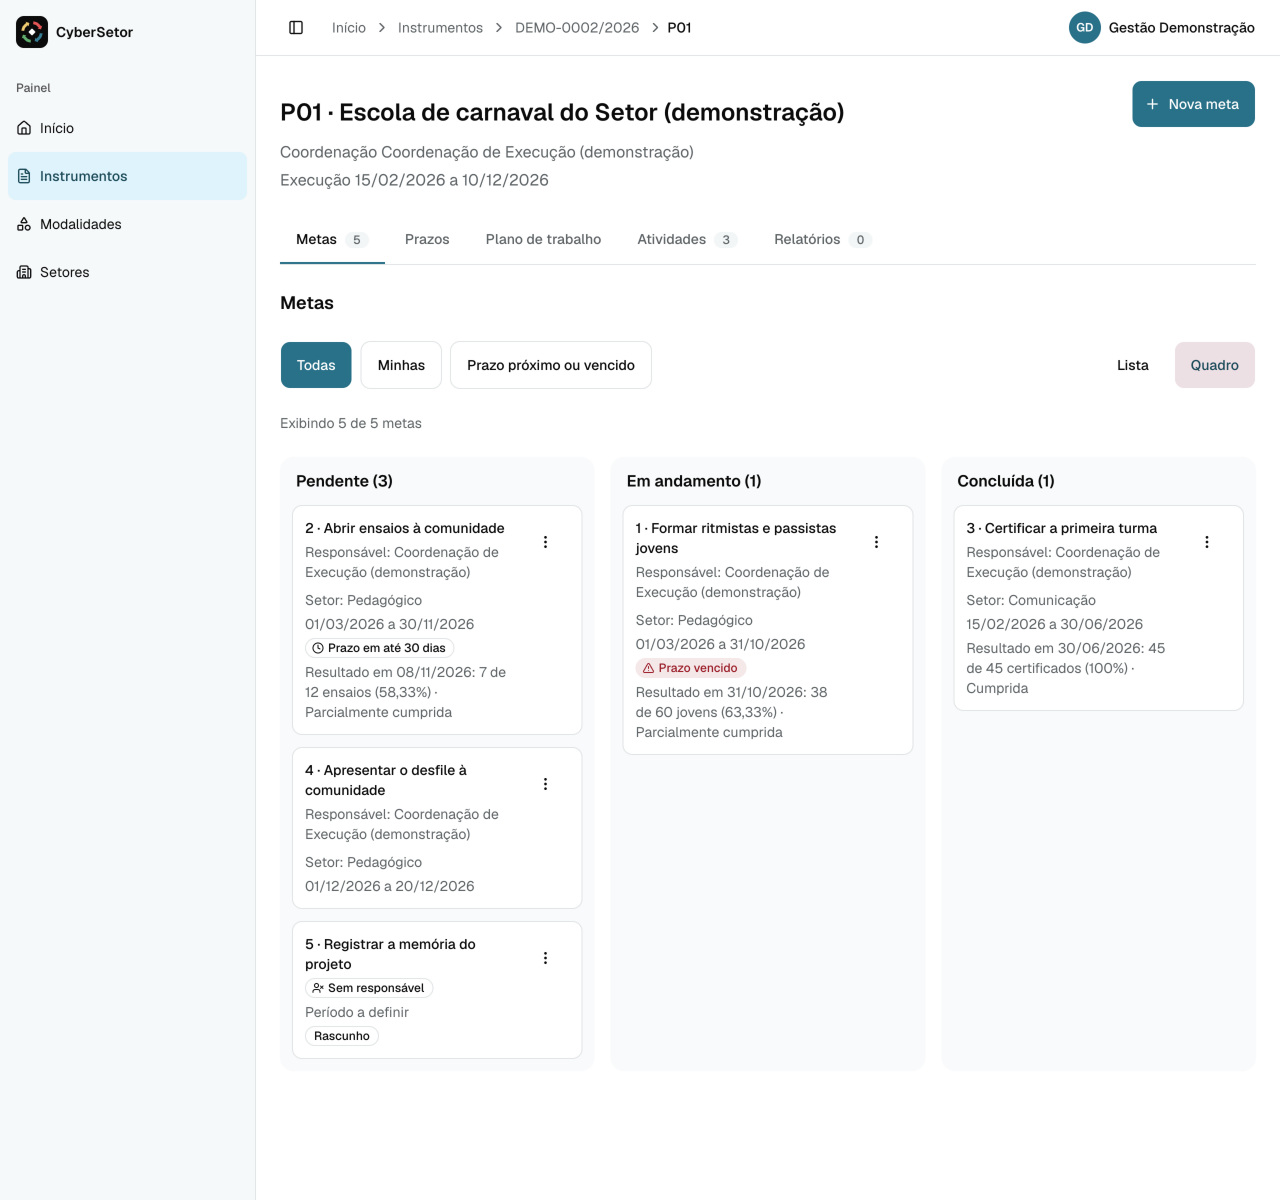 CyberSetor
Painel
Início
Instrumentos
Modalidades
Setores
Início > Instrumentos > DEMO-0002/2026 > P01
GD Gestão Demonstração
P01 · Escola de carnaval do Setor (demonstração)
+ Nova meta
Coordenação Coordenação de Execução (demonstração)
Execução 15/02/2026 a 10/12/2026
Metas 5 Prazos Plano de trabalho Atividades 3 Relatórios 0
Metas
Todas Minhas Prazo próximo ou vencido Lista Quadro
Exibindo 5 de 5 metas
Pendente (3)
2 · Abrir ensaios à comunidade
Responsável: Coordenação de
Execução (demonstração)
Setor: Pedagógico
01/03/2026 a 30/11/2026
Prazo em até 30 dias
Resultado em 08/11/2026: 7 de
12 ensaios (58,33%) ·
Parcialmente cumprida
4 · Apresentar o desfile à
comunidade
Responsável: Coordenação de
Execução (demonstração)
Setor: Pedagógico
01/12/2026 a 20/12/2026
5 · Registrar a memória do
projeto
Sem responsável
Período a definir
Rascunho
Em andamento (1)
1 · Formar ritmistas e passistas
jovens
Responsável: Coordenação de
Execução (demonstração)
Setor: Pedagógico
01/03/2026 a 31/10/2026
Prazo vencido
Resultado em 31/10/2026: 38
de 60 jovens (63,33%) ·
Parcialmente cumprida
Concluída (1)
3 · Certificar a primeira turma
Responsável: Coordenação de
Execução (demonstração)
Setor: Comunicação
15/02/2026 a 30/06/2026
Resultado em 30/06/2026: 45
de 45 certificados (100%) ·
Cumprida